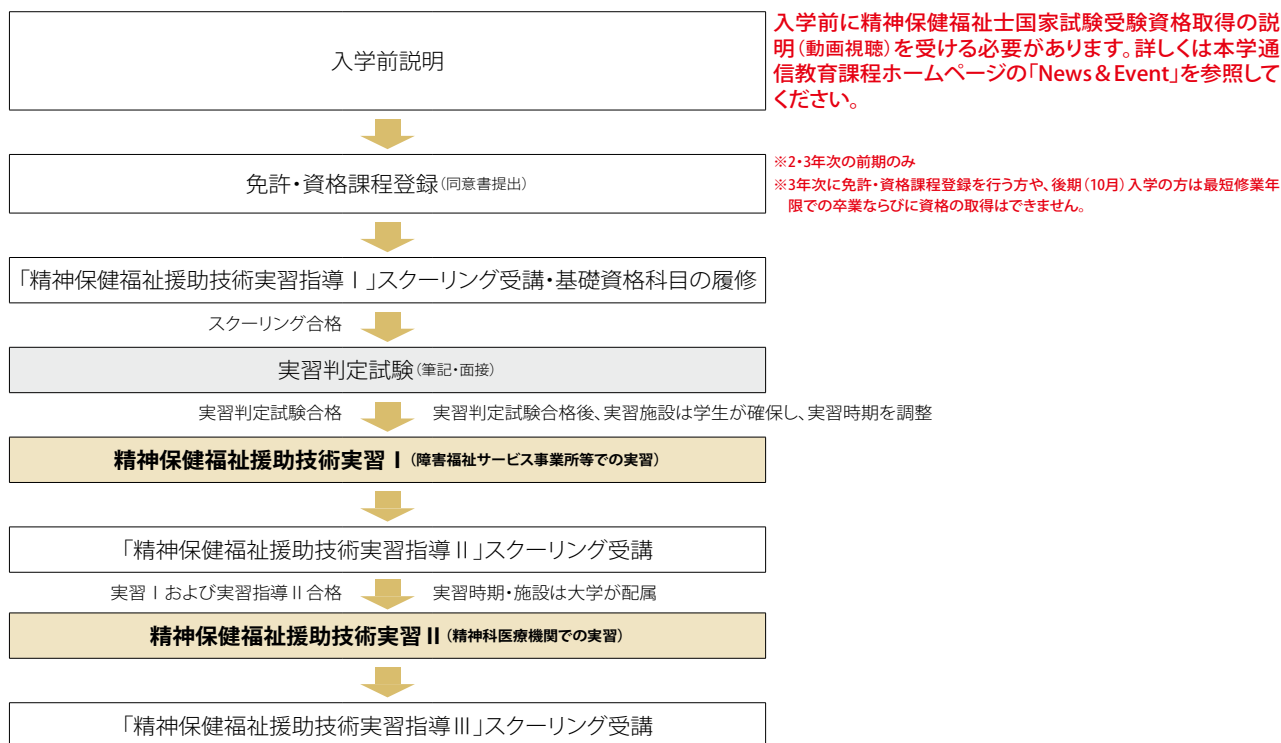 入学前説明
入学前に精神保健福祉士国家試験受験資格取得の説
明(動画視聴)を受ける必要があります。詳しくは本学通
信教育課程ホームページの「News＆Event」を参照して
ください。
免許・資格課程登録(同意書提出)
※2・3年次の前期のみ
※3年次に免許・資格課程登録を行う方や、後期(10月)入学の方は最短修業年
限での卒業ならびに資格の取得はできません。
「精神保健福祉援助技術実習指導Ⅰ」スクーリング受講・基礎資格科目の履修
スクーリング合格
実習判定試験(筆記・面接)
実習判定試験合格
実習判定試験合格後、実習施設は学生が確保し、実習時期を調整
精神保健福祉援助技術実習Ⅰ(障害福祉サービス事業所等での実習)
「精神保健福祉援助技術実習指導Ⅱ」スクーリング受講
実習Ⅰおよび実習指導Ⅱ合格
実習時期・施設は大学が配属
精神保健福祉援助技術実習Ⅱ(精神科医療機関での実習)
「精神保健福祉援助技術実習指導Ⅲ」スクーリング受講